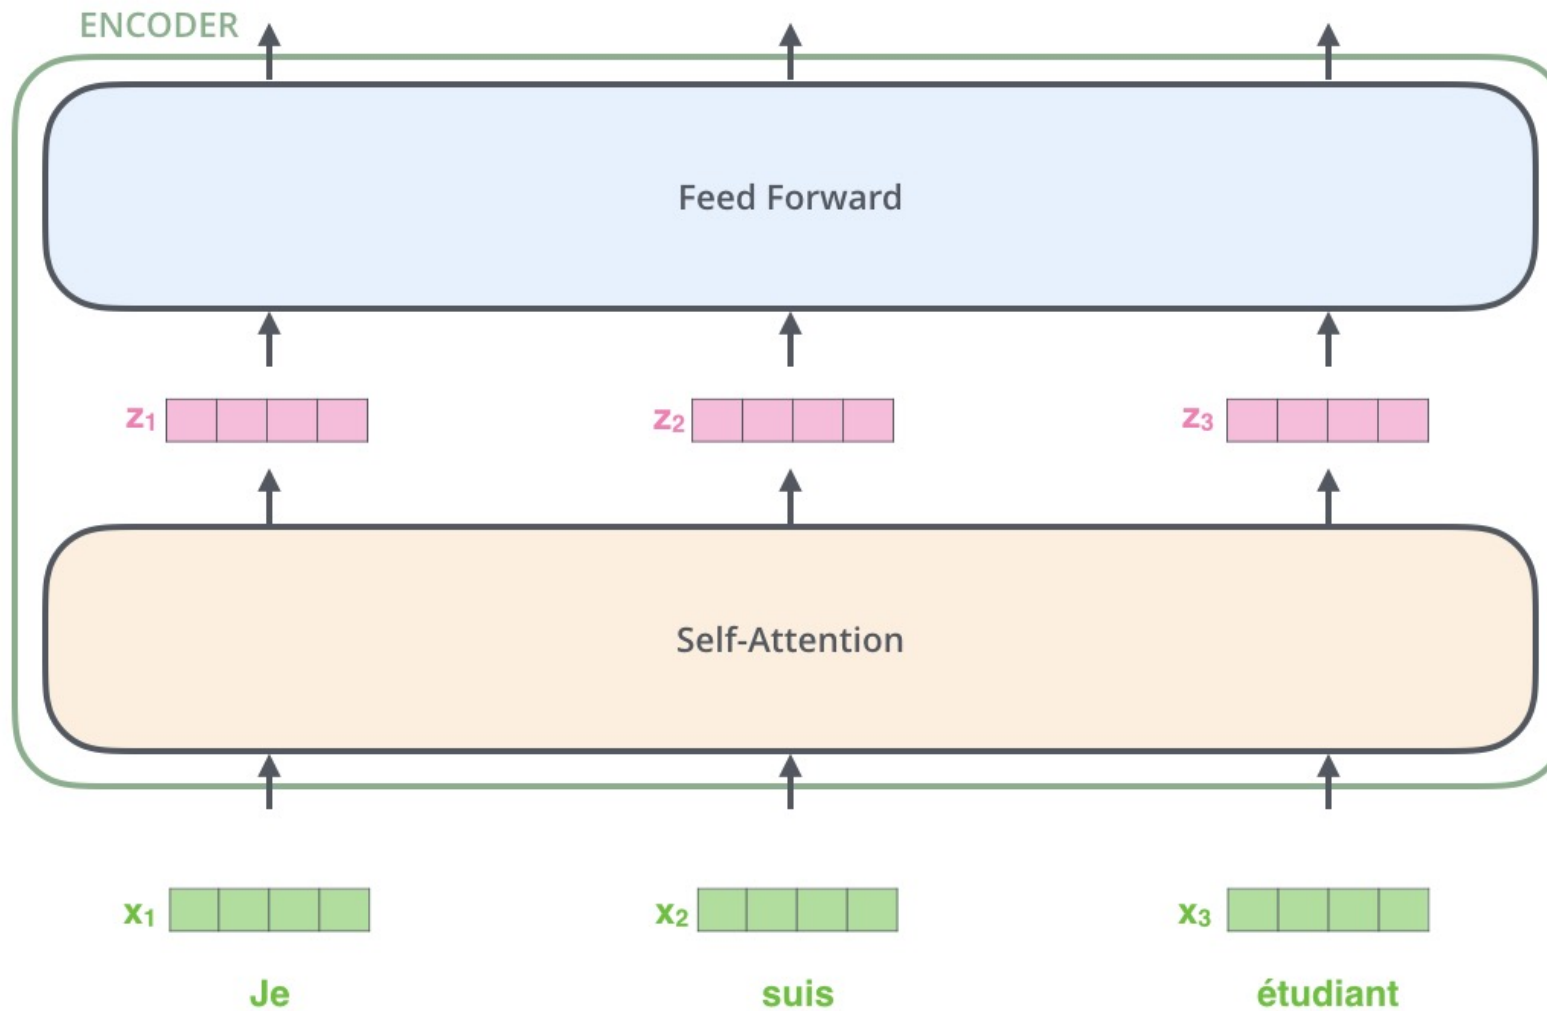 ENCODER
Feed Forward
z₁ z₂ z₃
Self-Attention
x₁ x₂ x₃
Je suis étudiant